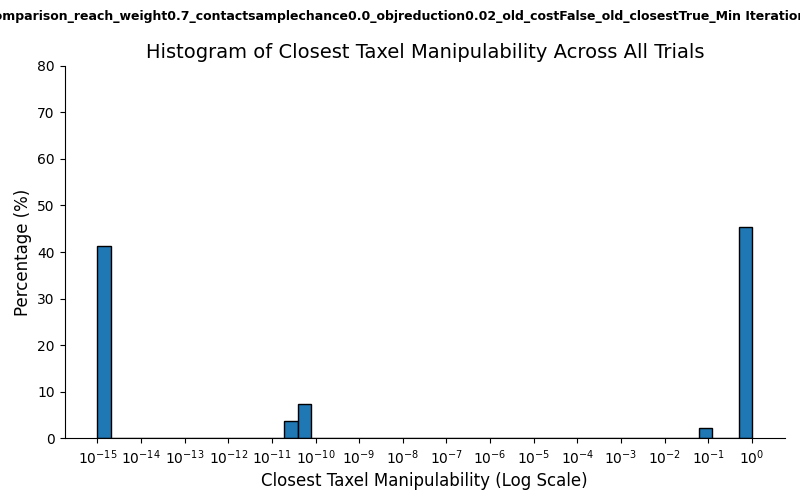 omparison_reach_weight0.7_contactsamplechance0.0_objreduction0.02_old_costFalse_old_closestTrue_Min Iteration
Histogram of Closest Taxel Manipulability Across All Trials
80
70
60
50
40
30
20
10
0
Percentage (%)
10⁻¹⁵ 10⁻¹⁴ 10⁻¹³ 10⁻¹² 10⁻¹¹ 10⁻¹⁰ 10⁻⁹ 10⁻⁸ 10⁻⁷ 10⁻⁶ 10⁻⁵ 10⁻⁴ 10⁻³ 10⁻² 10⁻¹ 10⁰
Closest Taxel Manipulability (Log Scale)